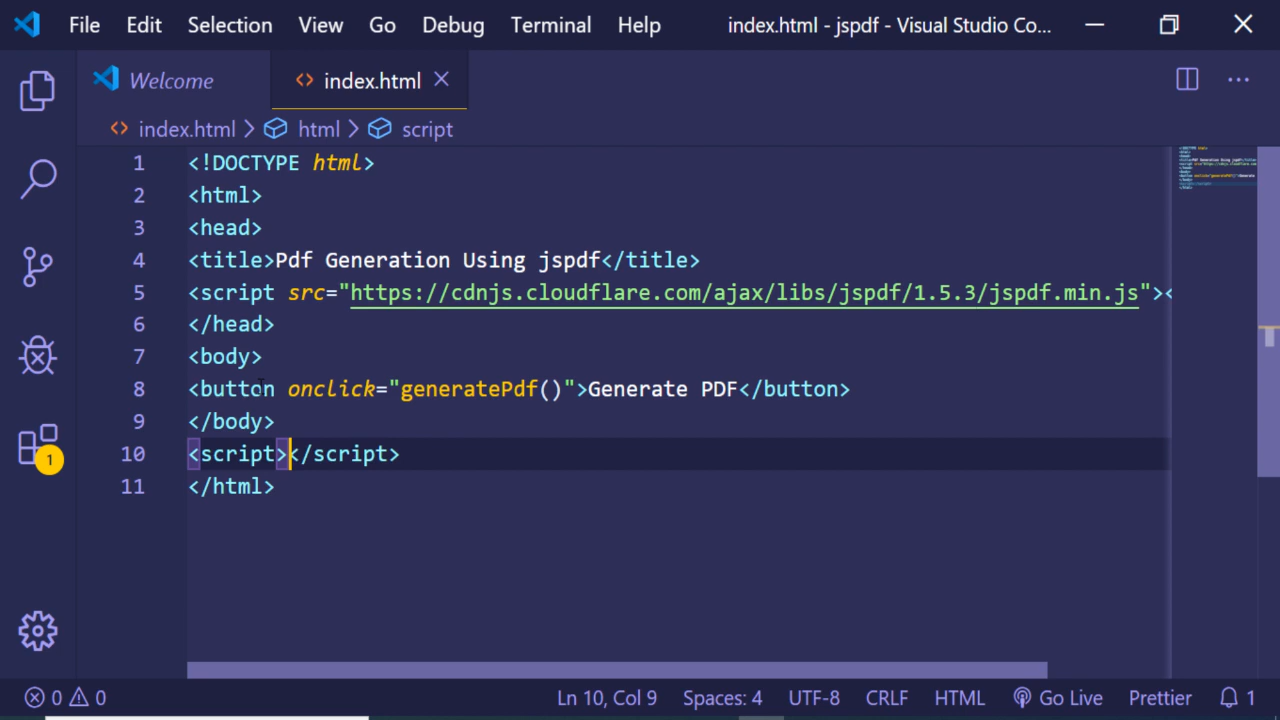 File Edit Selection View Go Debug Terminal Help index.html - jspdf - Visual Studio Co...
Welcome index.html
index.html html script
1 <!DOCTYPE html>
2 <html>
3 <head>
4 <title>Pdf Generation Using jspdf</title>
5 <script src="https://cdnjs.cloudflare.com/ajax/libs/jspdf/1.5.3/jspdf.min.js"><
6 </head>
7 <body>
8 <button onclick="generatePdf()">Generate PDF</button>
9 </body>
10 <script></script>
11 </html>
1
0 0 Ln 10, Col 9 Spaces: 4 UTF-8 CRLF HTML Go Live Prettier 1